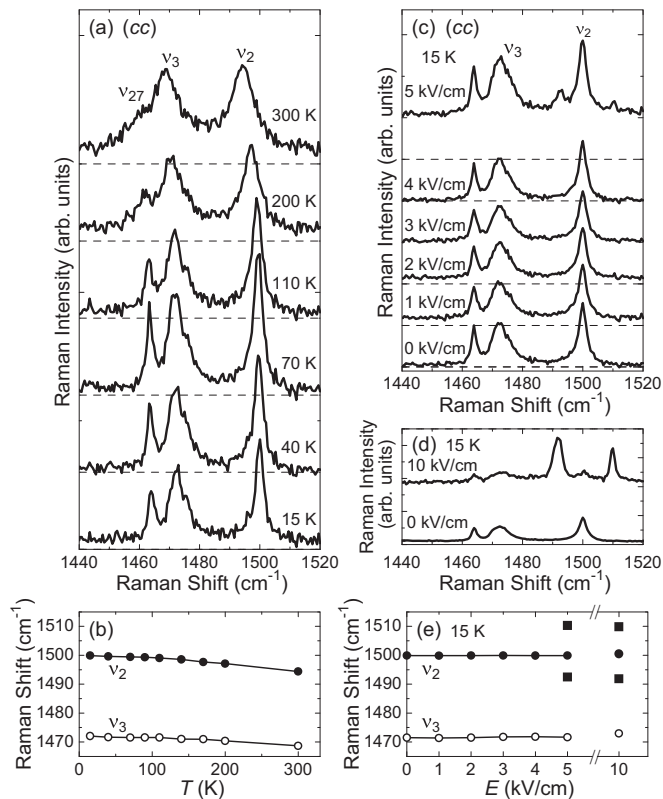 (a) (cc)
ν3
ν2
ν27
300 K
200 K
110 K
70 K
40 K
15 K
Raman Intensity (arb. units)
1440 1460 1480 1500 1520
Raman Shift (cm-1)
(c) (cc)
ν3
ν2
15 K
5 kV/cm
4 kV/cm
3 kV/cm
2 kV/cm
1 kV/cm
0 kV/cm
Raman Intensity (arb. units)
1440 1460 1480 1500 1520
Raman Shift (cm-1)
(d)
15 K
10 kV/cm
0 kV/cm
Raman Intensity
(arb. units)
1440 1460 1480 1500 1520
Raman Shift (cm-1)
(b)
1510
1500
1490
1480
1470
ν2
ν3
Raman Shift (cm-1)
0 100 200 300
T (K)
(e) 15 K
1510
1500
1490
1480
1470
ν2
ν3
Raman Shift (cm-1)
0 1 2 3 4 5 10
E (kV/cm)